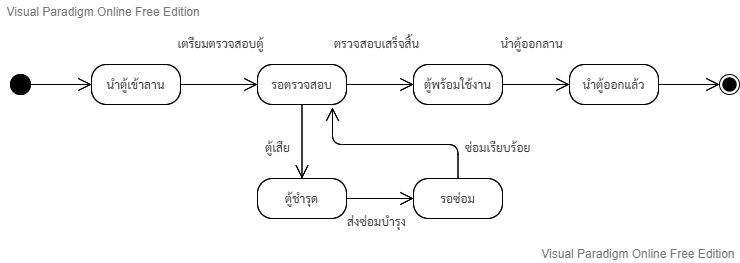 Visual Paradigm Online Free Edition
เตรียมตรวจสอบตู้
ตรวจสอบเสร็จสิ้น
นำตู้ออกลาน
นำตู้เข้าลาน
รอตรวจสอบ
ตู้พร้อมใช้งาน
นำตู้ออกแล้ว
ตู้เสีย
ซ่อมเรียบร้อย
ตู้ชำรุด
รอซ่อม
ส่งซ่อมบำรุง
Visual Paradigm Online Free Edition